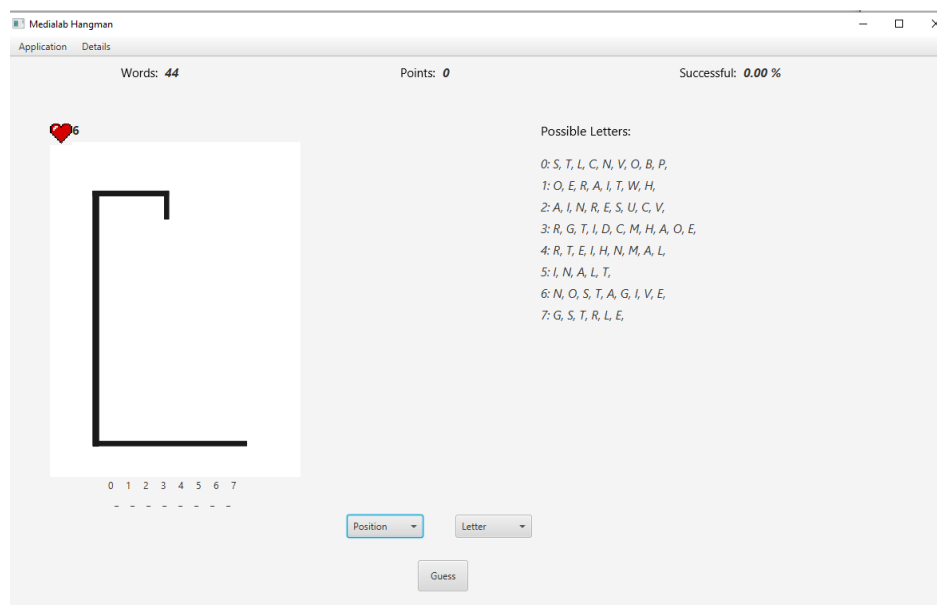 Medialab Hangman
Application Details
Words: 44 Points: 0 Successful: 0.00 %
6
Possible Letters:
0: S, T, L, C, N, V, O, B, P,
1: O, E, R, A, I, T, W, H,
2: A, I, N, R, E, S, U, C, V,
3: R, G, T, I, D, C, M, H, A, O, E,
4: R, T, E, I, H, N, M, A, L,
5: I, N, A, L, T,
6: N, O, S, T, A, G, I, V, E,
7: G, S, T, R, L, E,
0 1 2 3 4 5 6 7
- - - - - - - -
Position Letter
Guess